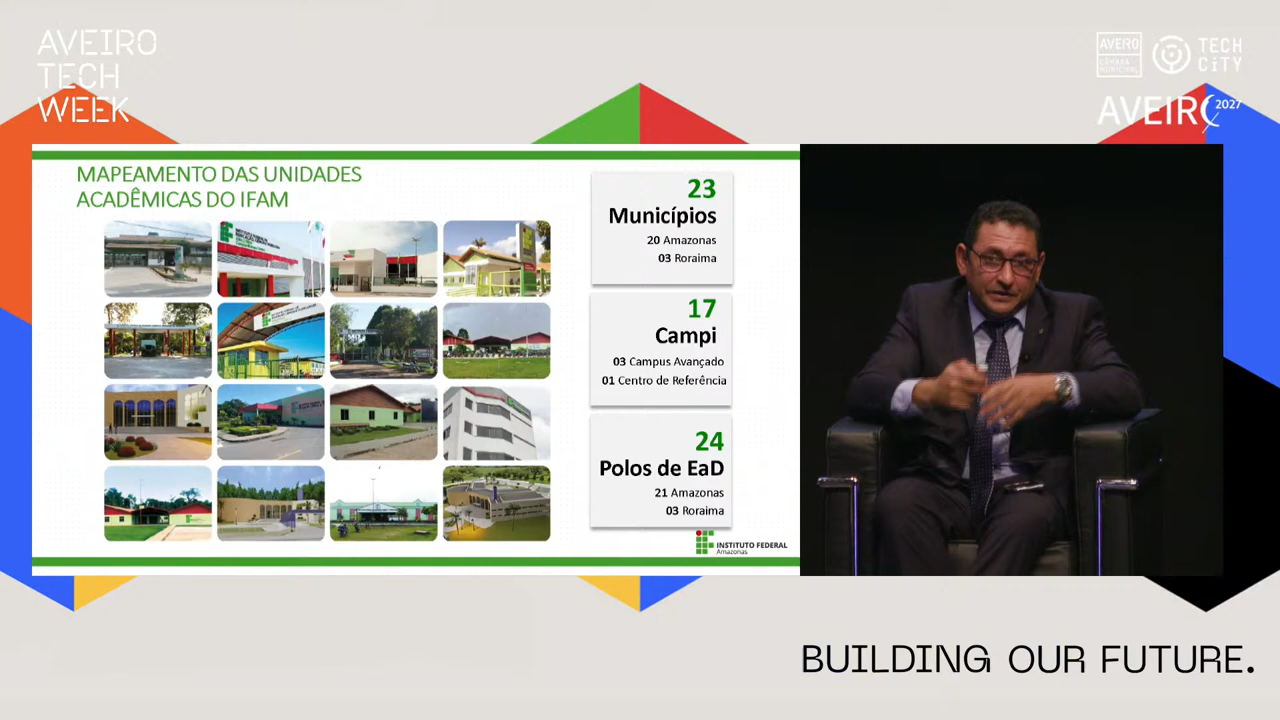 AVEIRO
TECH
WEEK
AVEIRO
CÂMARA
MUNICIPAL
TECH
CiTY
AVEIRO 2027
MAPEAMENTO DAS UNIDADES
ACADÊMICAS DO IFAM
23
Municípios
20 Amazonas
03 Roraima
17
Campi
03 Campus Avançado
01 Centro de Referência
24
Polos de EaD
21 Amazonas
03 Roraima
INSTITUTO FEDERAL
Amazonas
BUILDING OUR FUTURE.